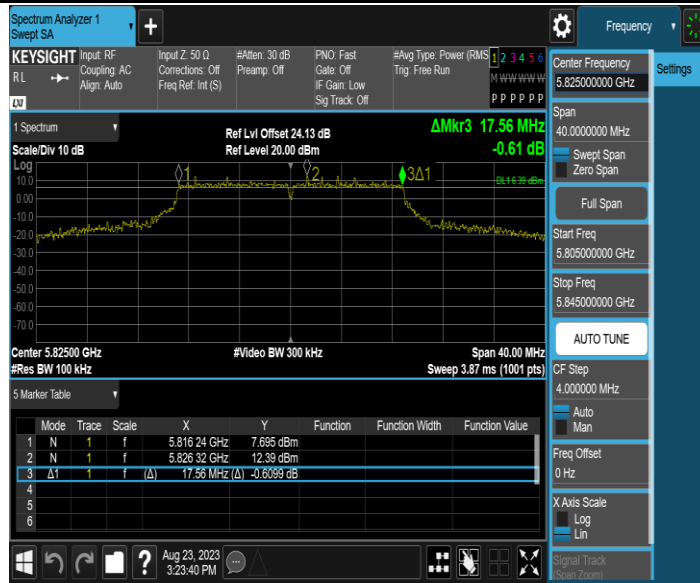 Spectrum Analyzer 1
Swept SA
+
Frequency
KEYSIGHT Input: RF Input Z: 50 Ω #Atten: 30 dB PNO: Fast #Avg Type: Power (RMS 1 2 3 4 5 6
RL Coupling: AC Corrections: Off Preamp: Off Gate: Off Trig: Free Run M W W W W W
Align: Auto Freq Ref: Int (S) IF Gain: Low
LXI Sig Track: Off P P P P P P
Center Frequency
5.825000000 GHz
Settings
Span
40.0000000 MHz
Swept Span
Zero Span
Full Span
Start Freq
5.805000000 GHz
Stop Freq
5.845000000 GHz
AUTO TUNE
CF Step
4.000000 MHz
Auto
Man
Freq Offset
0 Hz
X Axis Scale
Log
Lin
Signal Track
(Span Zoom)
1 Spectrum Ref Lvl Offset 24.13 dB ΔMkr3 17.56 MHz
Scale/Div 10 dB Ref Level 20.00 dBm -0.61 dB
Log
1 2 3Δ1
10.0
DL1 6.39 dBm
0.00
-10.0
-20.0
-30.0
-40.0
-50.0
-60.0
-70.0
Center 5.82500 GHz #Video BW 300 kHz Span 40.00 MHz
#Res BW 100 kHz Sweep 3.87 ms (1001 pts)
5 Marker Table
Mode Trace Scale X Y Function Function Width Function Value
1 N 1 f 5.816 24 GHz 7.695 dBm
2 N 1 f 5.826 32 GHz 12.39 dBm
3 Δ1 1 f (Δ) 17.56 MHz (Δ) -0.6099 dB
4
5
6
? Aug 23, 2023
3:23:40 PM